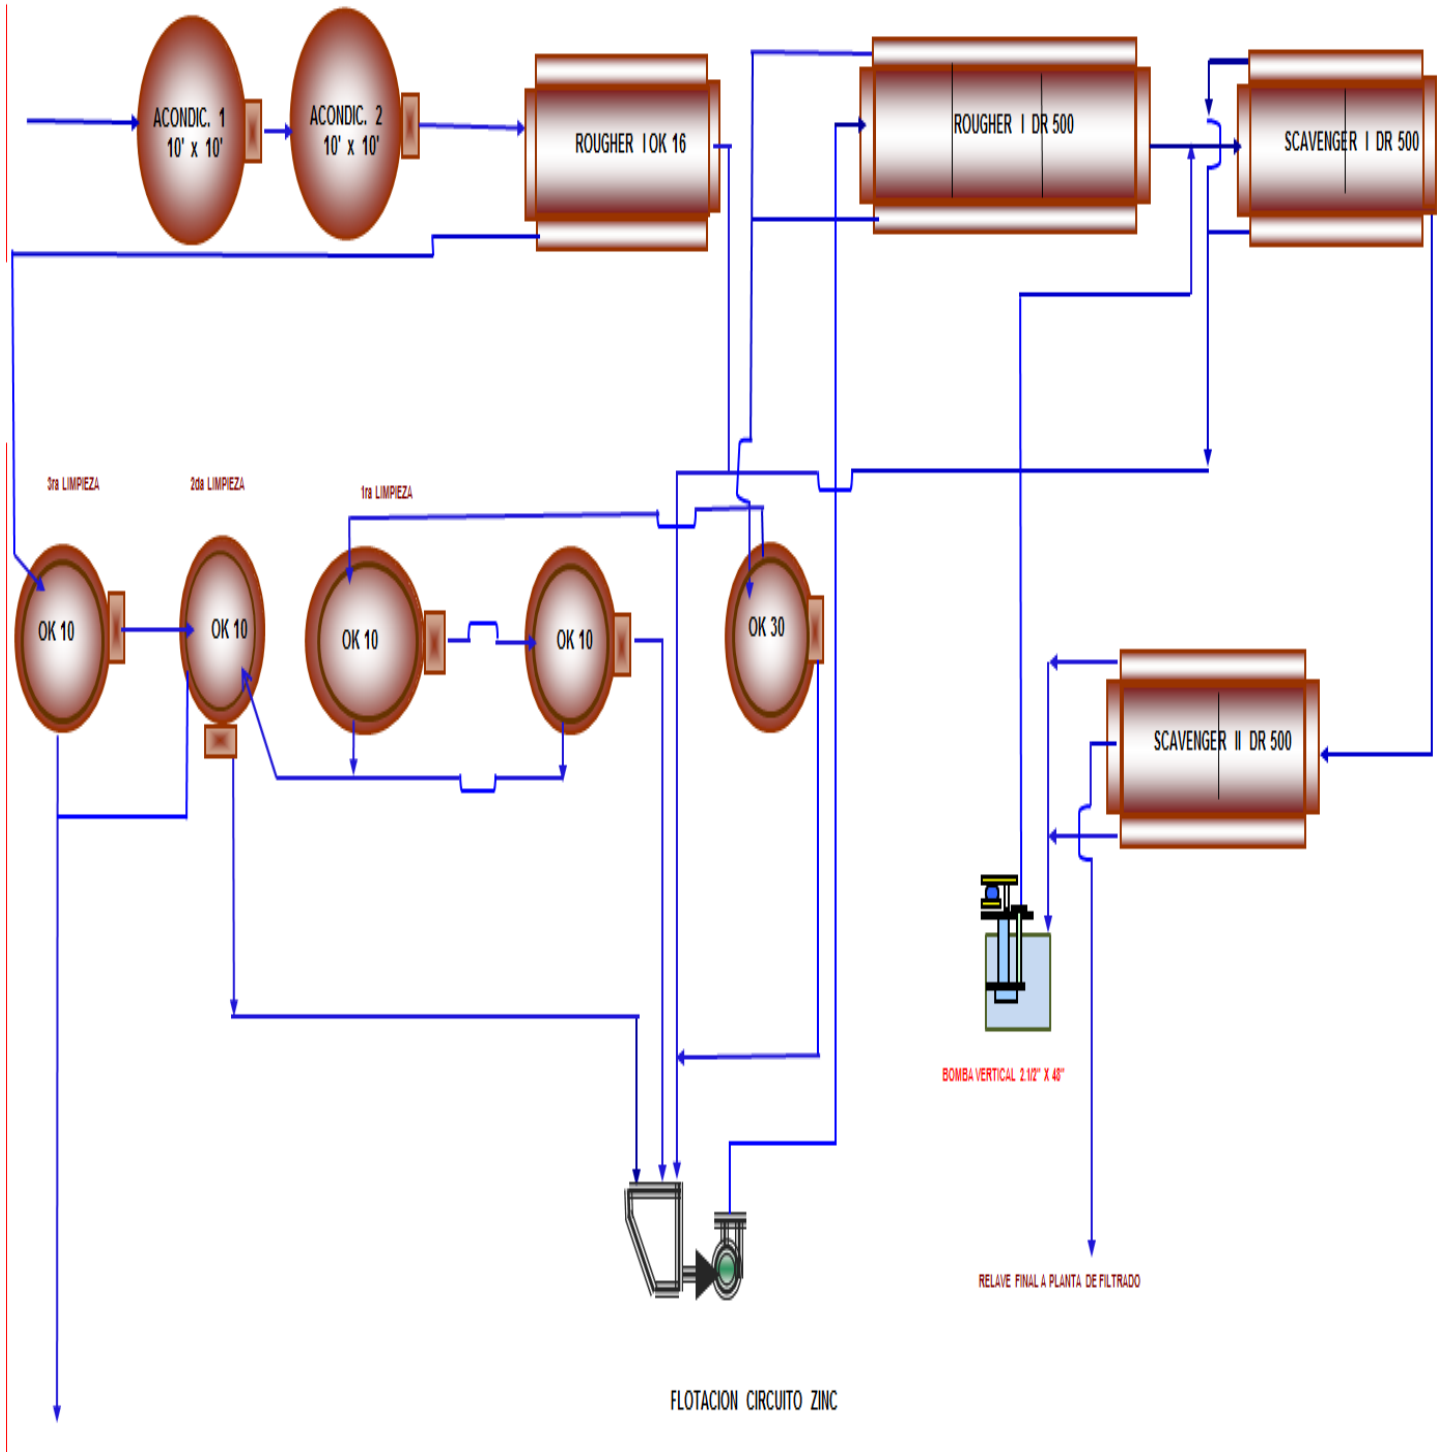 ACONDIC. 1
10' x 10'
ACONDIC. 2
10' x 10'
ROUGHER I OK 16
ROUGHER I DR 500
SCAVENGER I DR 500
3ra LIMPIEZA
2da LIMPIEZA
1ra LIMPIEZA
OK 10
OK 10
OK 10
OK 10
OK 30
SCAVENGER II DR 500
BOMBA VERTICAL 2.1/2" X 48"
RELAVE FINAL A PLANTA DE FILTRADO
FLOTACION CIRCUITO ZINC